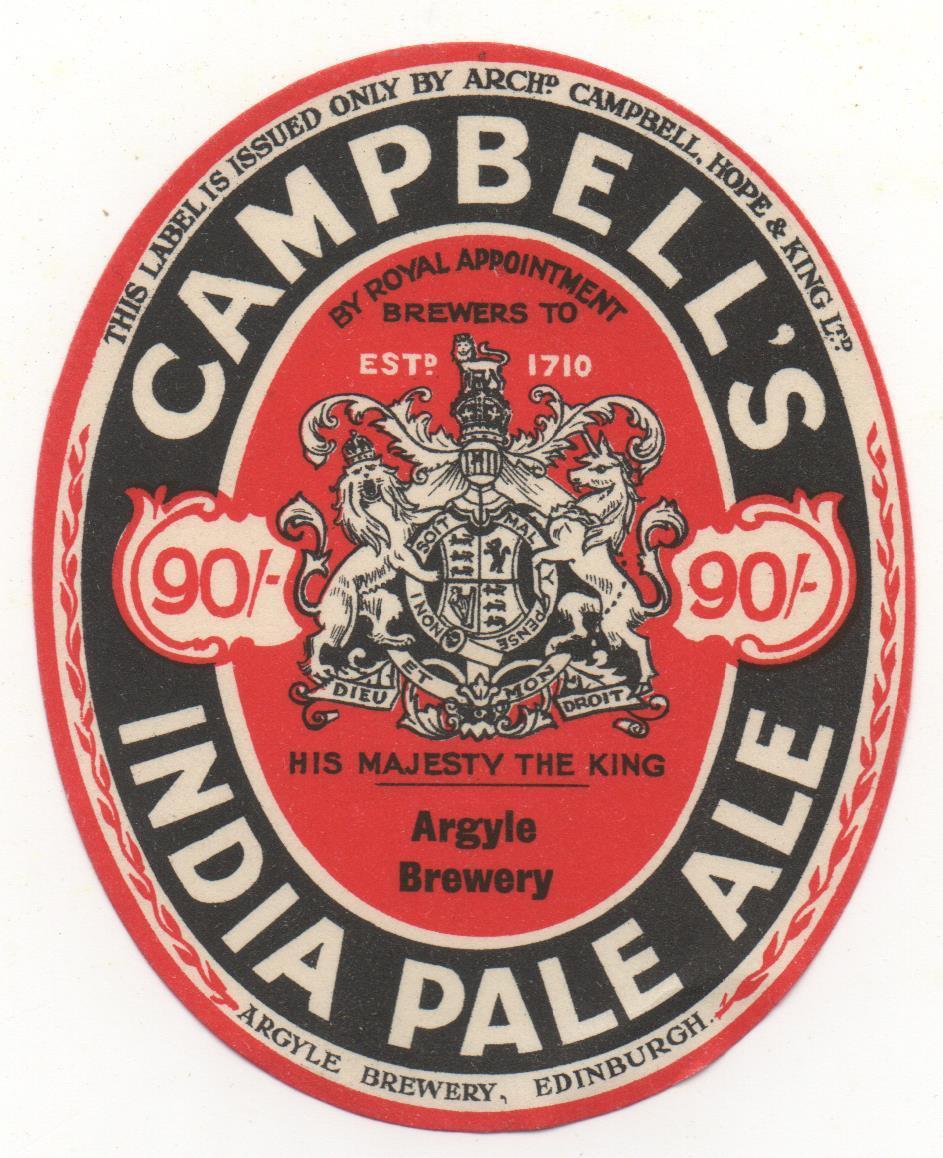 THIS LABEL IS ISSUED ONLY BY ARCHD CAMPBELL, HOPE & KING LTD.
CAMPBELL'S
BY ROYAL APPOINTMENT
BREWERS TO
ESTD 1710
SOIT MAL Y PENSE
HONI
90/- 90/-
DIEU ET MON DROIT
HIS MAJESTY THE KING
Argyle
Brewery
INDIA PALE ALE
ARGYLE BREWERY, EDINBURGH.